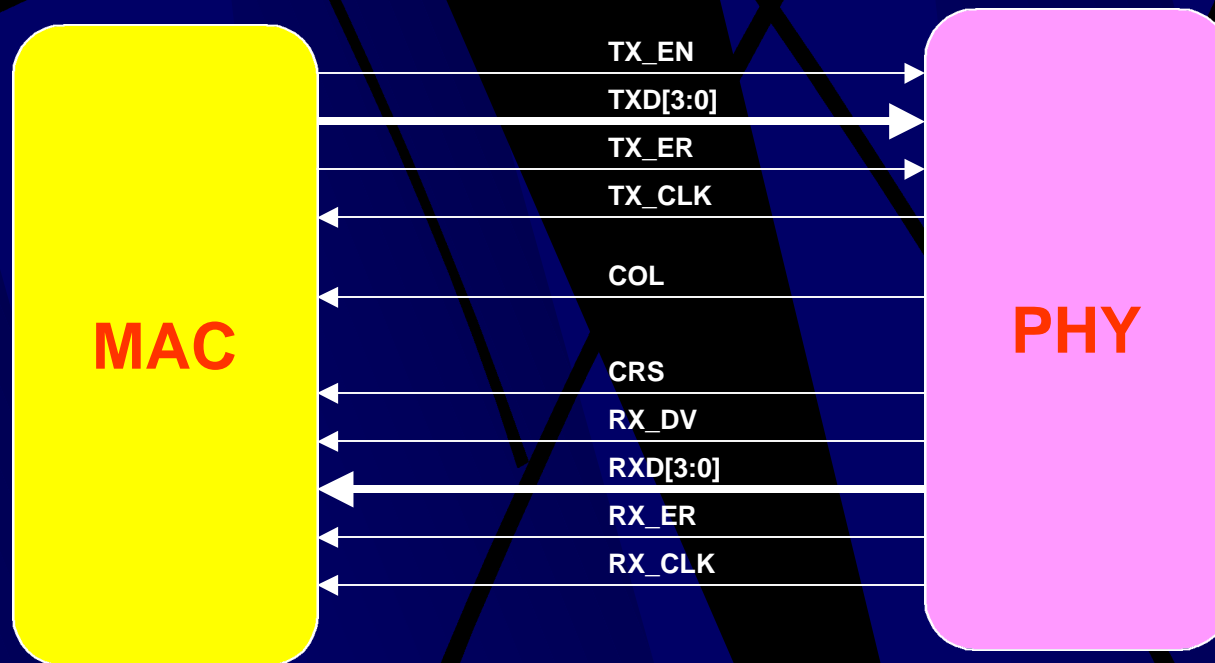 TX_EN
TXD[3:0]
TX_ER
TX_CLK
COL
MAC
PHY
CRS
RX_DV
RXD[3:0]
RX_ER
RX_CLK